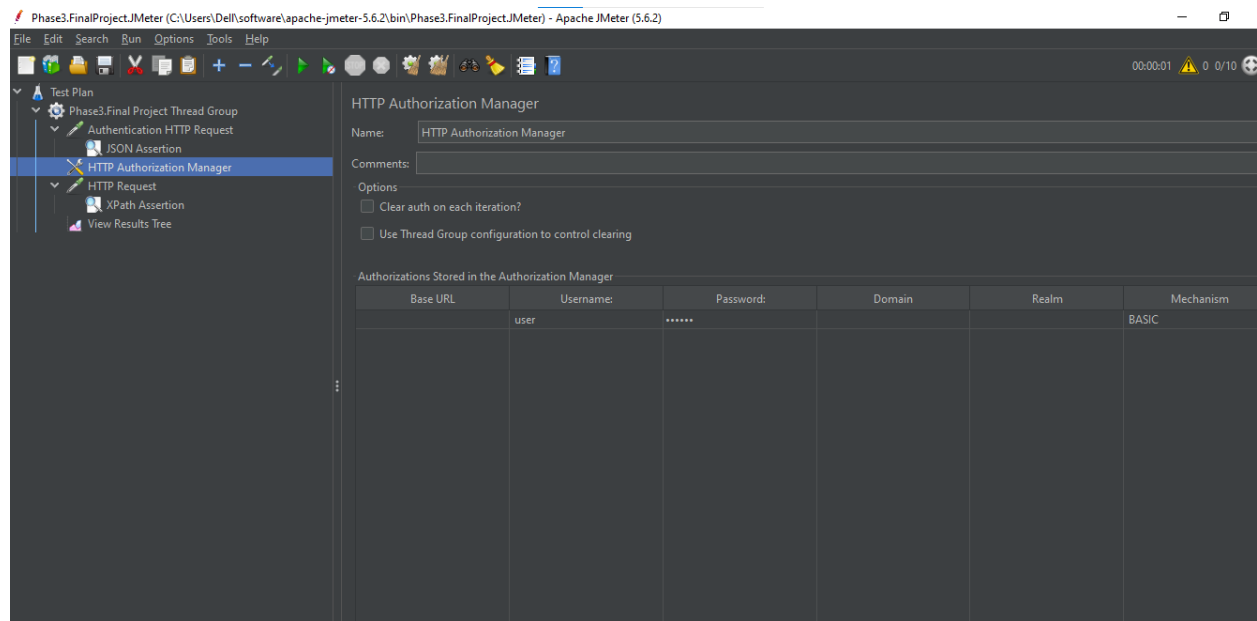 Phase3.FinalProject.JMeter (C:\Users\Dell\software\apache-jmeter-5.6.2\bin\Phase3.FinalProject.JMeter) - Apache JMeter (5.6.2)
File Edit Search Run Options Tools Help
00:00:01 0 0/10
Test Plan
Phase3.Final Project Thread Group
Authentication HTTP Request
JSON Assertion
HTTP Authorization Manager
HTTP Request
XPath Assertion
View Results Tree
HTTP Authorization Manager
Name: HTTP Authorization Manager
Comments:
Options
Clear auth on each iteration?
Use Thread Group configuration to control clearing
Authorizations Stored in the Authorization Manager
Base URL Username: Password: Domain Realm Mechanism
user •••••• BASIC